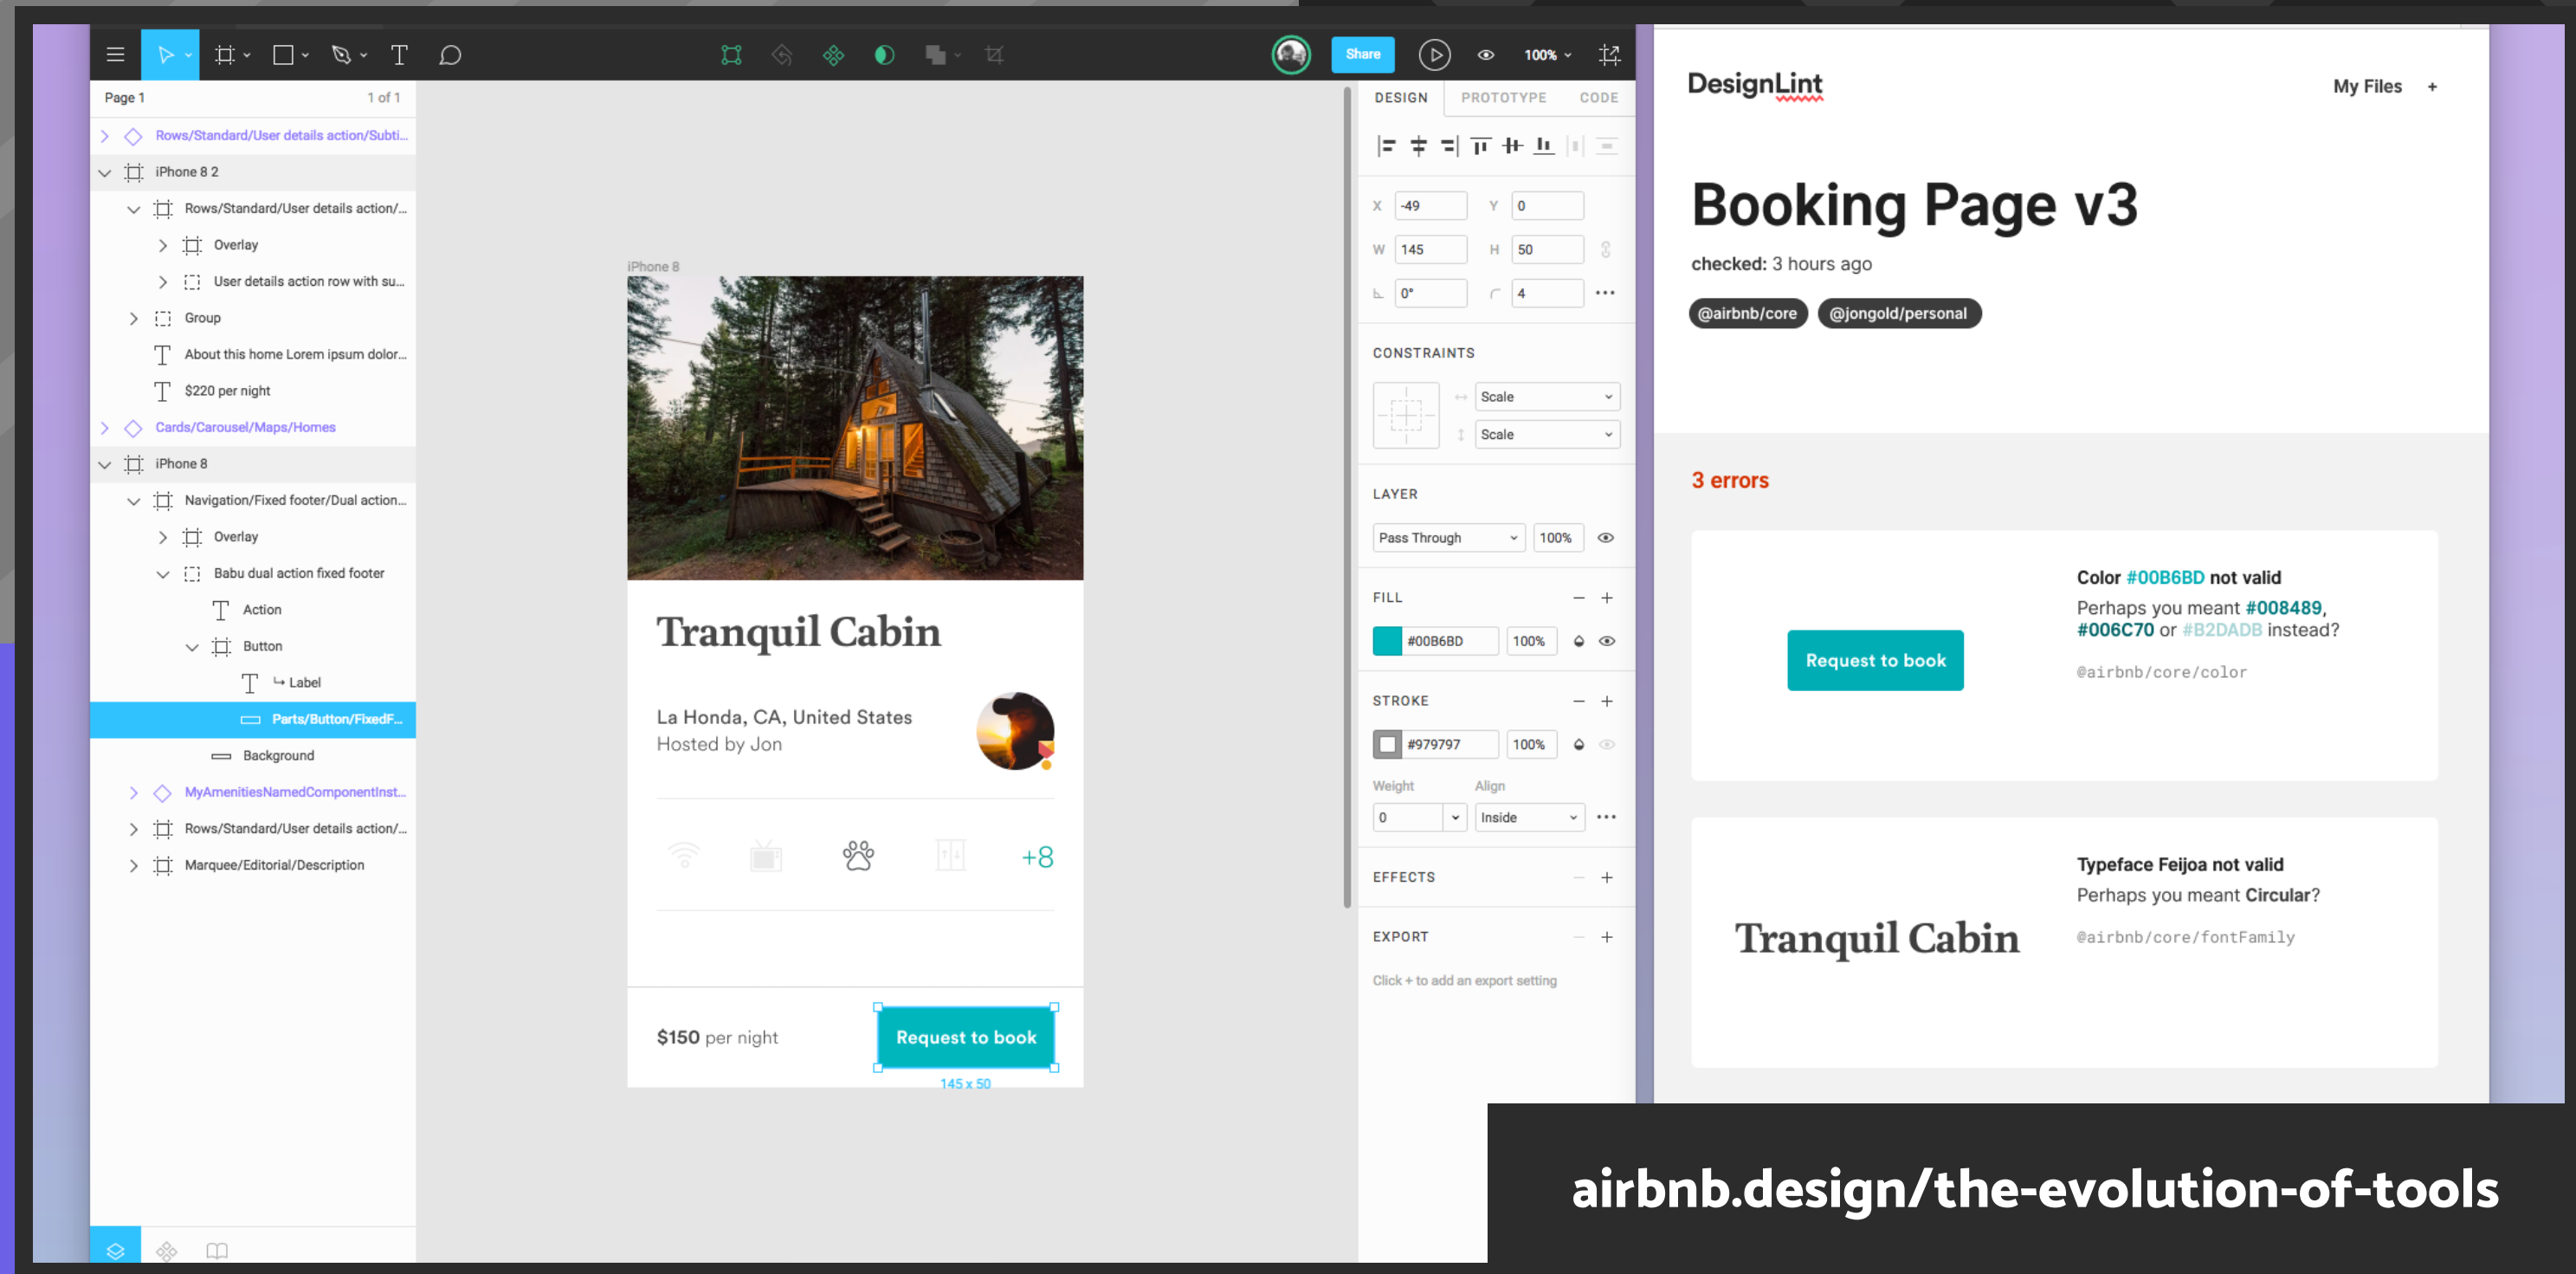 Share
100%
Page 1
1 of 1
Rows/Standard/User details action/Subti...
iPhone 8 2
Rows/Standard/User details action/...
Overlay
User details action row with su...
Group
About this home Lorem ipsum dolor...
$220 per night
Cards/Carousel/Maps/Homes
iPhone 8
Navigation/Fixed footer/Dual action...
Overlay
Babu dual action fixed footer
Action
Button
Label
Parts/Button/FixedF...
Background
MyAmenitiesNamedComponentInst...
Rows/Standard/User details action/...
Marquee/Editorial/Description
iPhone 8
Tranquil Cabin
La Honda, CA, United States
Hosted by Jon
+8
$150 per night
Request to book
145 x 50
DESIGN PROTOTYPE CODE
X -49 Y 0
W 145 H 50
0° 4
CONSTRAINTS
Scale
Scale
LAYER
Pass Through 100%
FILL
#00B6BD 100%
STROKE
#979797 100%
Weight Align
0 Inside
EFFECTS
EXPORT
Click + to add an export setting
DesignLint
My Files +
Booking Page v3
checked: 3 hours ago
@airbnb/core @jongold/personal
3 errors
Request to book
Color #00B6BD not valid
Perhaps you meant #008489,
#006C70 or #B2DADB instead?
@airbnb/core/color
Tranquil Cabin
Typeface Feijoa not valid
Perhaps you meant Circular?
@airbnb/core/fontFamily
airbnb.design/the-evolution-of-tools